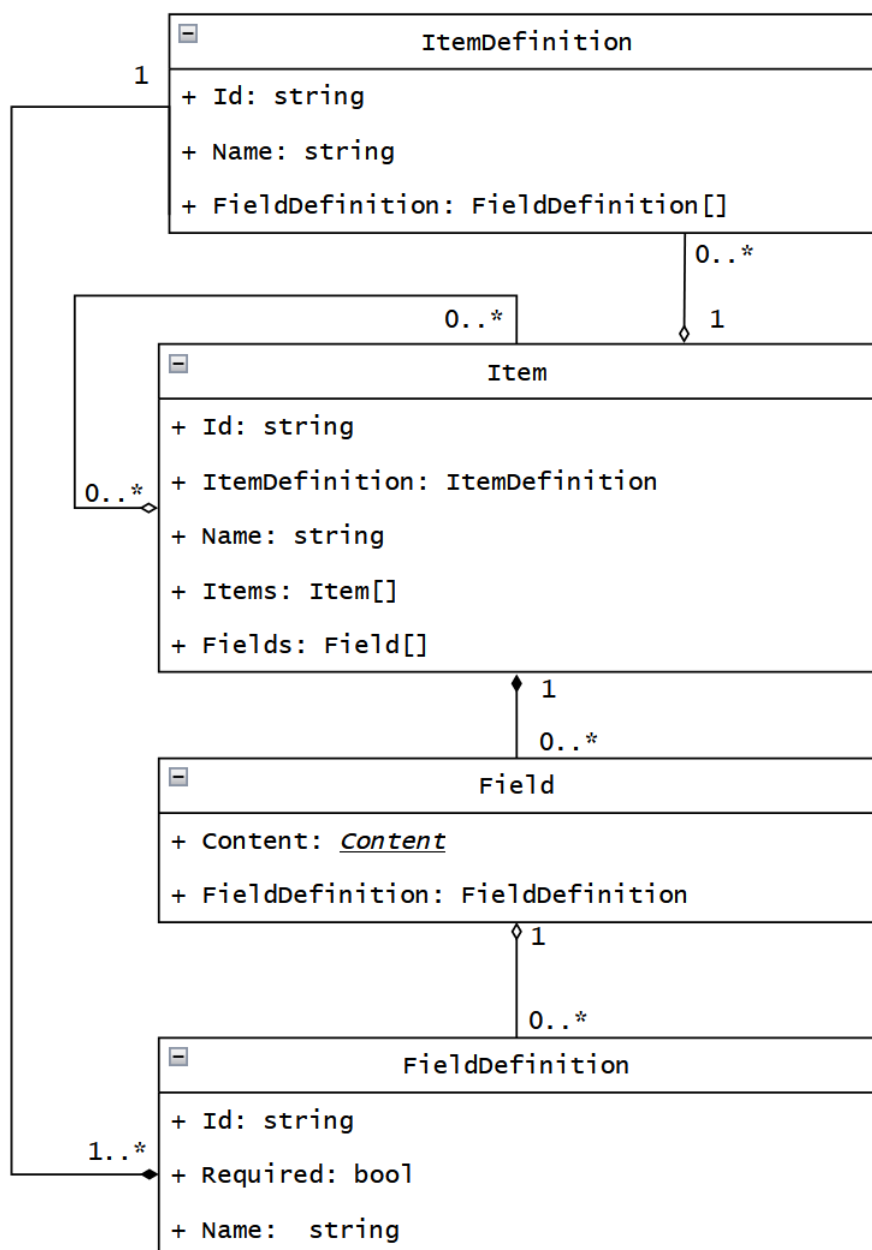 ItemDefinition
1
+ Id: string
+ Name: string
+ FieldDefinition: FieldDefinition[]
0..*
0..*
1
Item
+ Id: string
+ ItemDefinition: ItemDefinition
0..*
+ Name: string
+ Items: Item[]
+ Fields: Field[]
1
0..*
Field
+ Content: Content
+ FieldDefinition: FieldDefinition
1
0..*
FieldDefinition
+ Id: string
1..*
+ Required: bool
+ Name: string